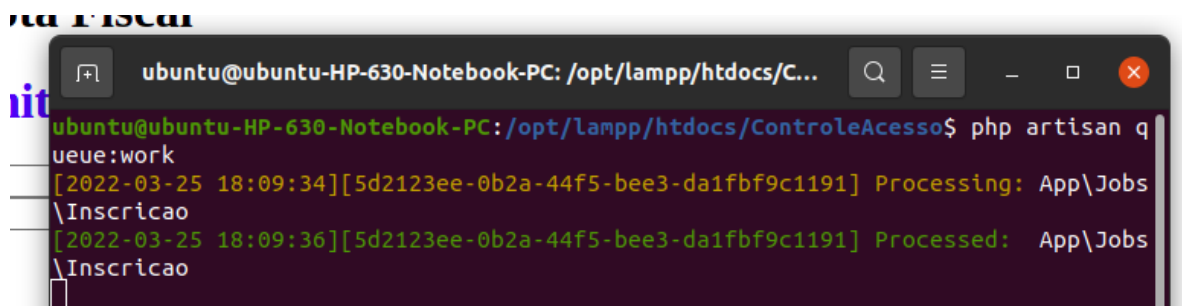 Fiscal
ubuntu@ubuntu-HP-630-Notebook-PC: /opt/lampp/htdocs/C...
ubuntu@ubuntu-HP-630-Notebook-PC:/opt/lampp/htdocs/ControleAcesso$ php artisan q
ueue:work
[2022-03-25 18:09:34][5d2123ee-0b2a-44f5-bee3-da1fbf9c1191] Processing: App\Jobs
\Inscricao
[2022-03-25 18:09:36][5d2123ee-0b2a-44f5-bee3-da1fbf9c1191] Processed:  App\Jobs
\Inscricao